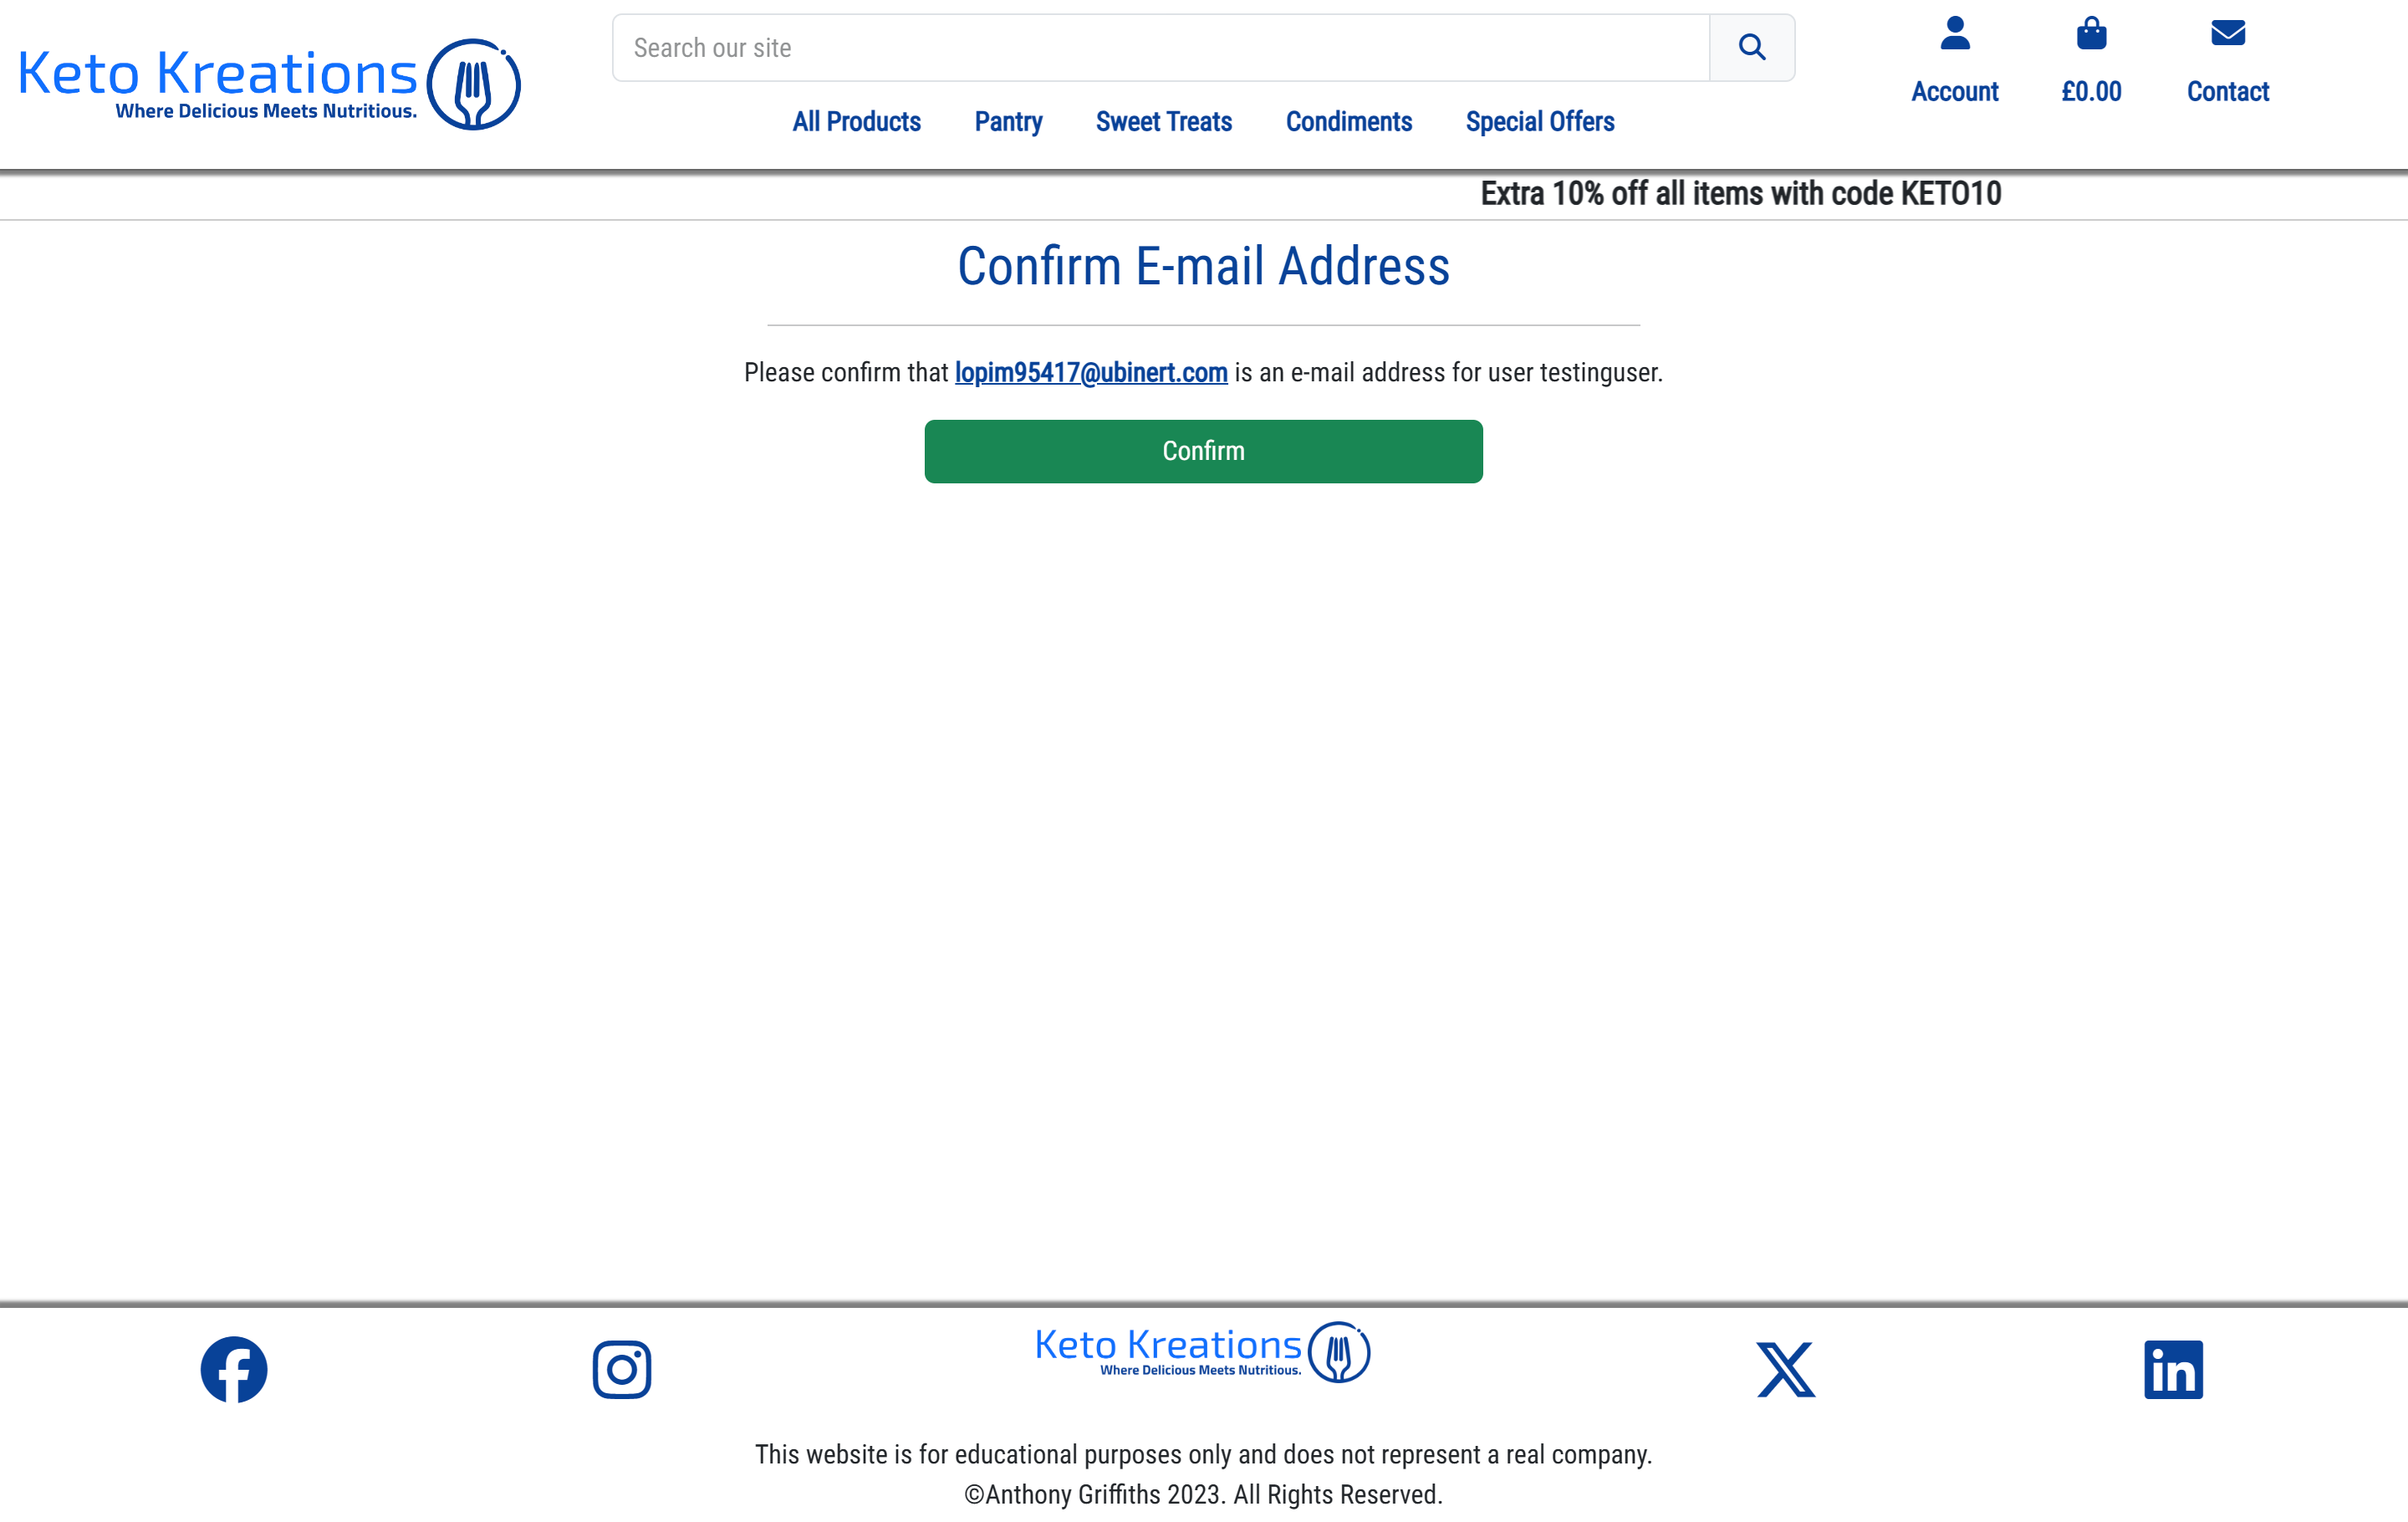 Keto Kreations
Where Delicious Meets Nutritious.
Search our site
All Products Pantry Sweet Treats Condiments Special Offers
Account £0.00 Contact
Extra 10% off all items with code KETO10
Confirm E-mail Address
Please confirm that lopim95417@ubinert.com is an e-mail address for user testinguser.
Confirm
Keto Kreations
Where Delicious Meets Nutritious.
This website is for educational purposes only and does not represent a real company.
©Anthony Griffiths 2023. All Rights Reserved.